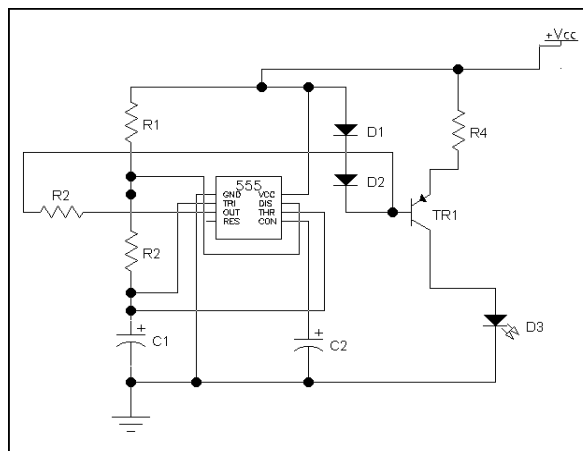 +Vcc
R1
D1
R4
D2
555
R2
GND VCC
TRI DIS
OUT THR
RES CON
TR1
R2
D3
C1
C2